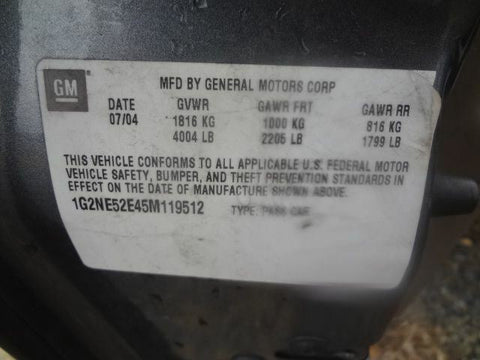 GM
MFD BY GENERAL MOTORS CORP
DATE GVWR GAWR FRT GAWR RR
07/04 1816 KG 1000 KG 816 KG
4004 LB 2205 LB 1799 LB
THIS VEHICLE CONFORMS TO ALL APPLICABLE U.S. FEDERAL MOTOR
VEHICLE SAFETY, BUMPER, AND THEFT PREVENTION STANDARDS IN
EFFECT ON THE DATE OF MANUFACTURE SHOWN ABOVE.
1G2NE52E45M119512 TYPE: PASS CAR